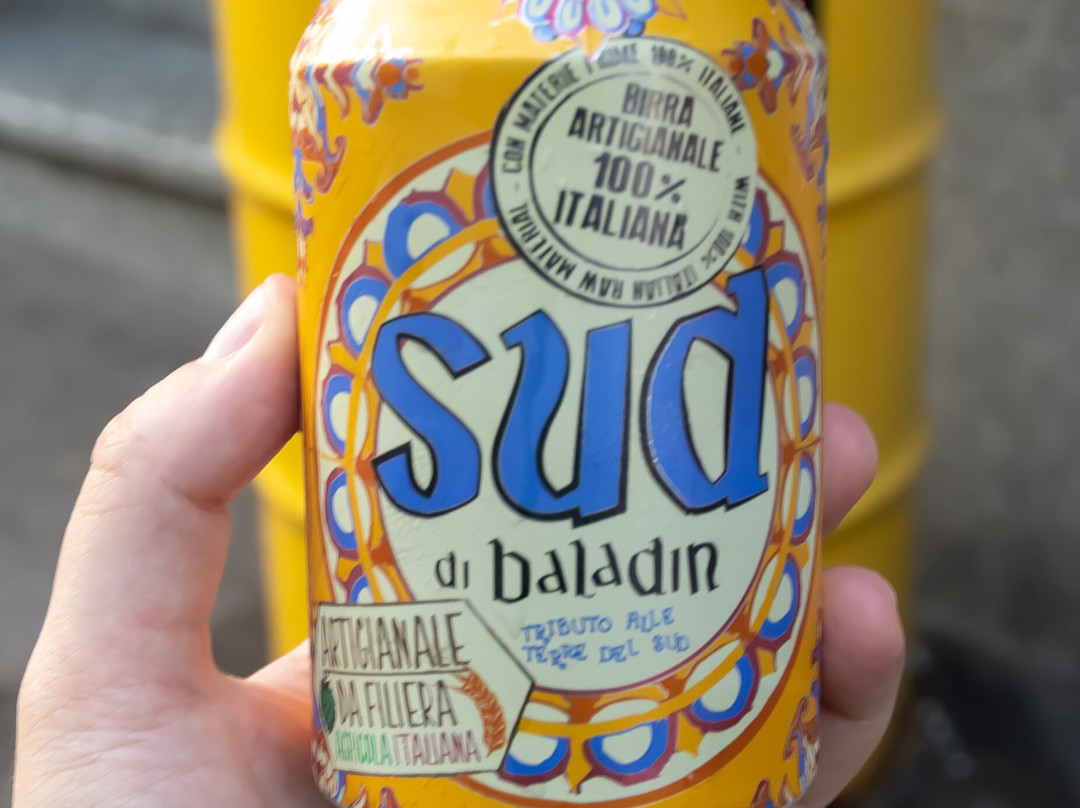 - CON MATERIE PRIME 100% ITALIANE -
WITH 100% ITALIAN RAW MATERIAL
BIRRA
ARTIGIANALE
100%
ITALIANA
sud
di baladin
TRIBUTO ALLE
TERRE DEL SUD
ARTIGIANALE
DA FILIERA
AGRICOLA ITALIANA